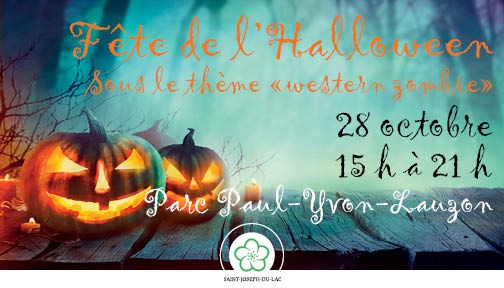 Fête de l'Halloween
Sous le thème «western zombie»
28 octobre
15 h à 21 h
Parc Paul-Yvon-Lauzon
SAINT-JOSEPH-DU-LAC